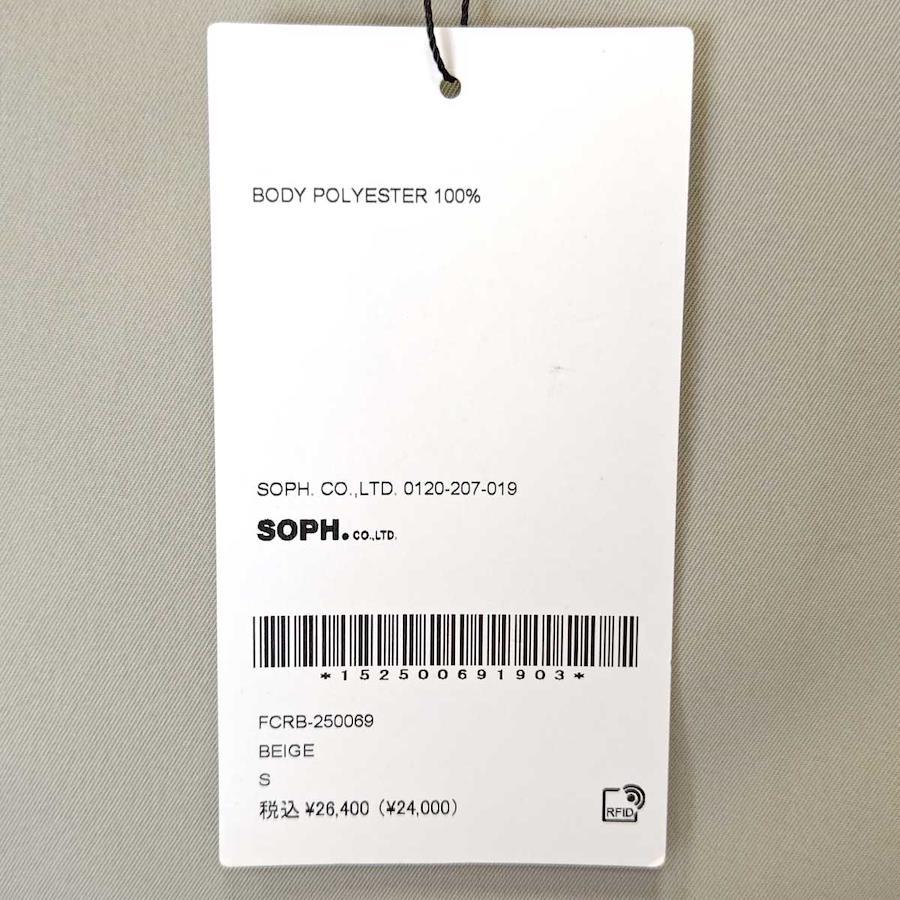 BODY POLYESTER 100%
SOPH. CO.,LTD. 0120-207-019
SOPH. CO.,LTD.
*152500691903*
FCRB-250069
BEIGE
S
税込 ¥26,400 (¥24,000)
RFID